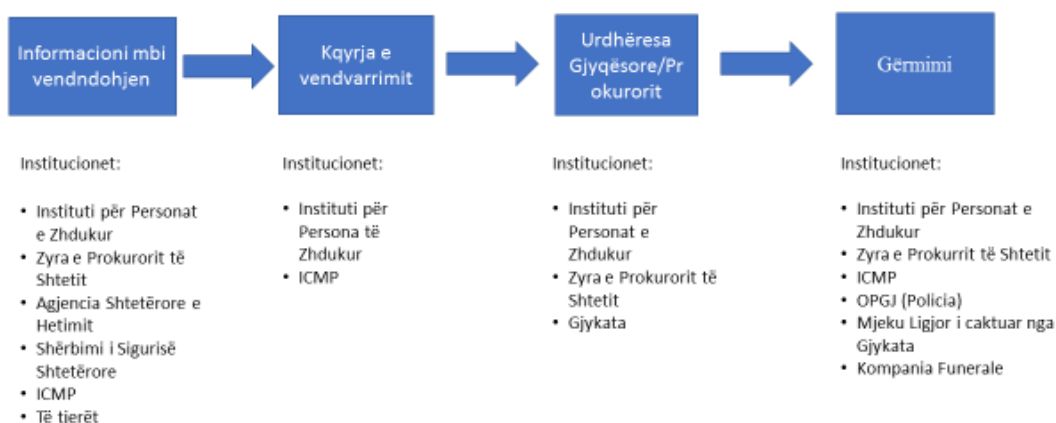 Informacioni mbi
vendndohjen
Kqyrja e
vendvarrimit
Urdhëresa
Gjyqësore/Pr
okurorit
Gërmimi
Institucionet:
• Instituti për Personat
e Zhdukur
• Zyra e Prokurorit të
Shtetit
• Agjencia Shtetërore e
Hetimit
• Shërbimi i Sigurisë
Shtetërore
• ICMP
• Të tjerët
Institucionet:
• Instituti për
Persona të
Zhdukur
• ICMP
Institucionet:
• Instituti për
Personat e
Zhdukur
• Zyra e Prokurorit të
Shtetit
• Gjykata
Institucionet:
• Instituti për Personat e
Zhdukur
• Zyra e Prokurrit të Shtetit
• ICMP
• OPGJ (Policia)
• Mjeku Ligjor i caktuar nga
Gjykata
• Kompania Funerale